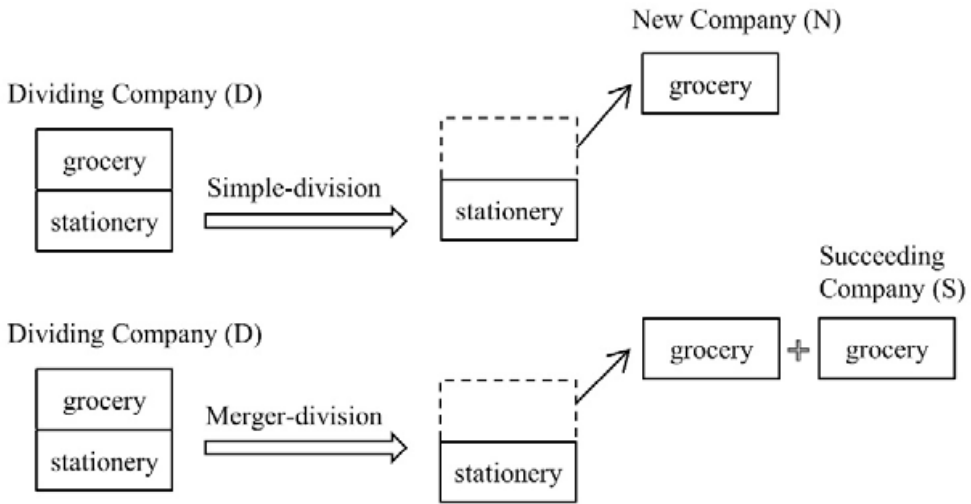 New Company (N)
grocery
Dividing Company (D)
grocery
stationery
Simple-division
stationery
Succeeding
Company (S)
Dividing Company (D)
grocery
grocery
grocery
stationery
Merger-division
stationery